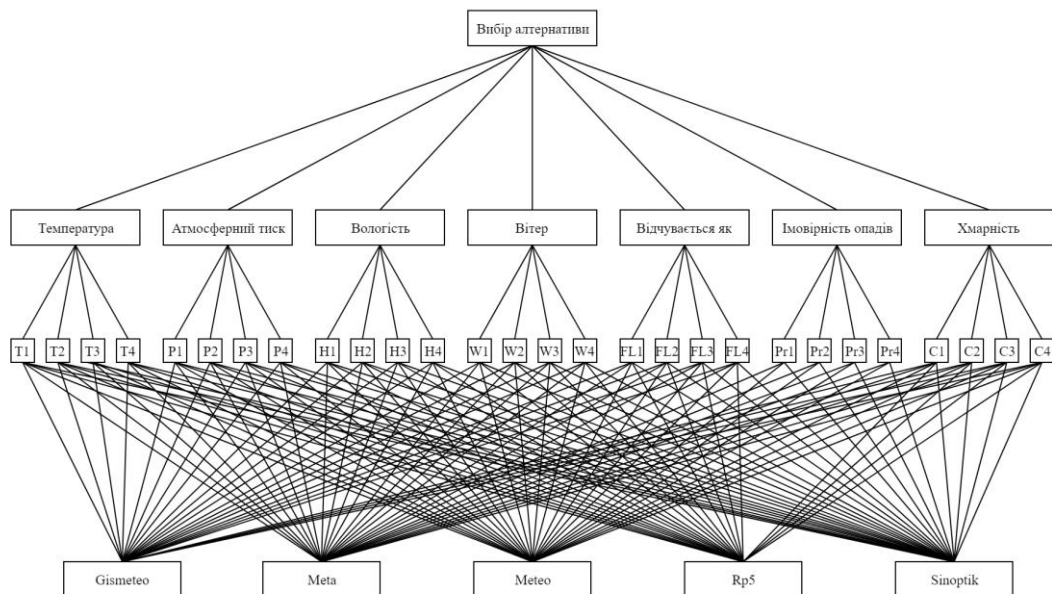 Вибір алтернативи
Температура Атмосферний тиск Вологість Вітер Відчувається як Імовірність опадів Хмарність
T1 T2 T3 T4 P1 P2 P3 P4 H1 H2 H3 H4 W1 W2 W3 W4 FL1 FL2 FL3 FL4 Pr1 Pr2 Pr3 Pr4 C1 C2 C3 C4
Gismeteo Meta Meteo Rp5 Sinoptik